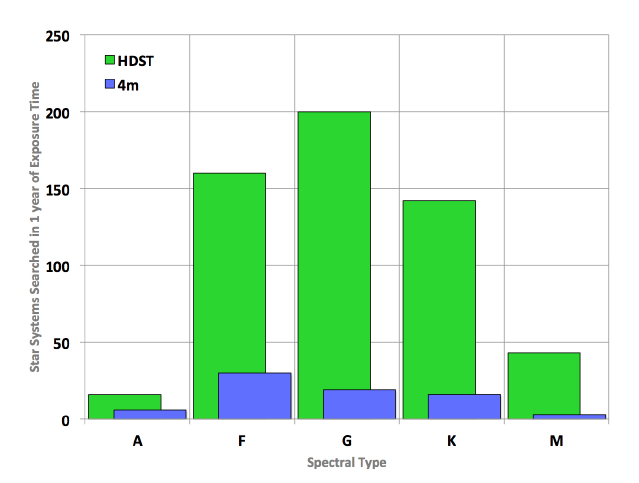 250
200
150
100
50
0
HDST
4m
Star Systems Searched in 1 year of Exposure Time
A F G K M
Spectral Type